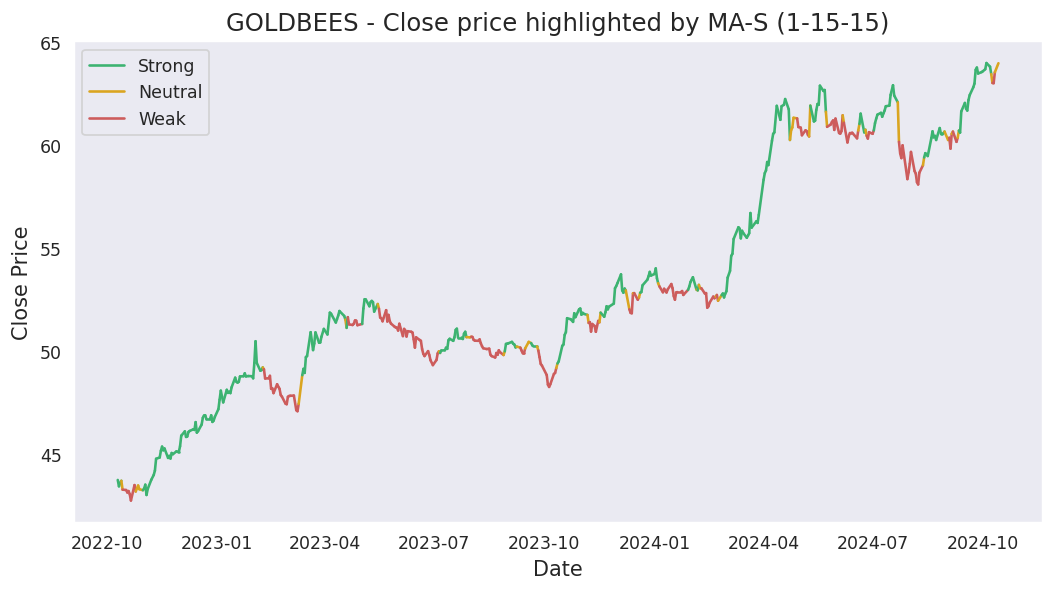 GOLDBEES - Close price highlighted by MA-S (1-15-15)
65
60
55
50
45
Close Price
Strong
Neutral
Weak
2022-10 2023-01 2023-04 2023-07 2023-10 2024-01 2024-04 2024-07 2024-10
Date